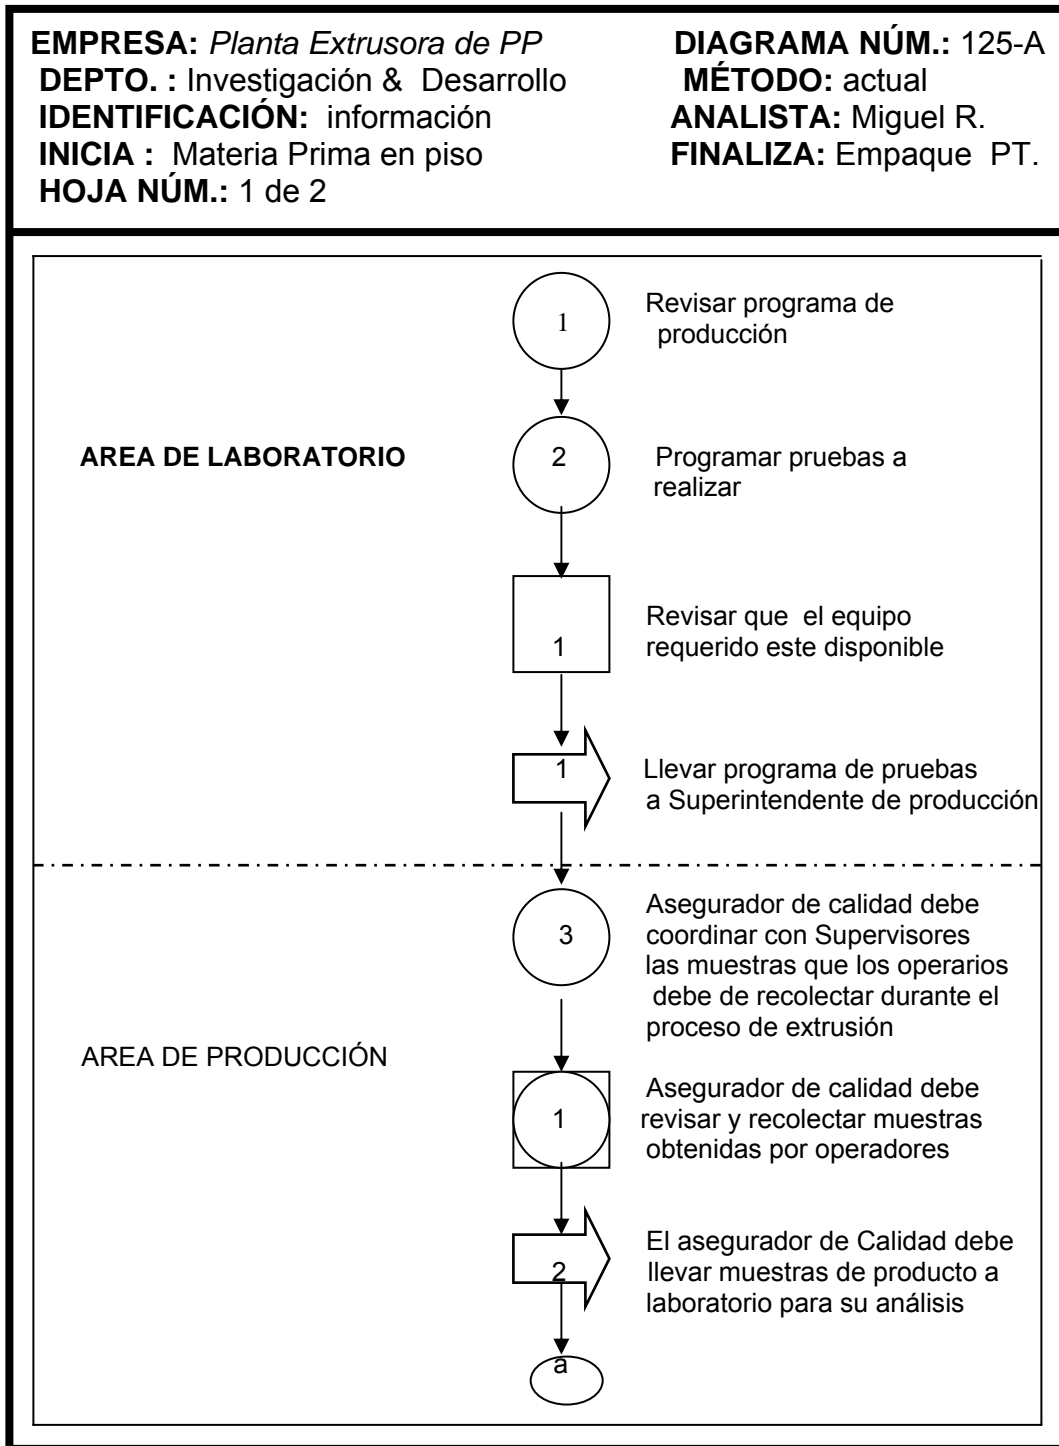 EMPRESA: Planta Extrusora de PP DIAGRAMA NÚM.: 125-A
DEPTO. : Investigación & Desarrollo MÉTODO: actual
IDENTIFICACIÓN: información ANALISTA: Miguel R.
INICIA : Materia Prima en piso FINALIZA: Empaque PT.
HOJA NÚM.: 1 de 2
1
Revisar programa de
producción
AREA DE LABORATORIO
2
Programar pruebas a
realizar
1
Revisar que el equipo
requerido este disponible
1
Llevar programa de pruebas
a Superintendente de producción
3
Asegurador de calidad debe
coordinar con Supervisores
las muestras que los operarios
debe de recolectar durante el
proceso de extrusión
AREA DE PRODUCCIÓN
1
Asegurador de calidad debe
revisar y recolectar muestras
obtenidas por operadores
2
El asegurador de Calidad debe
llevar muestras de producto a
laboratorio para su análisis
a